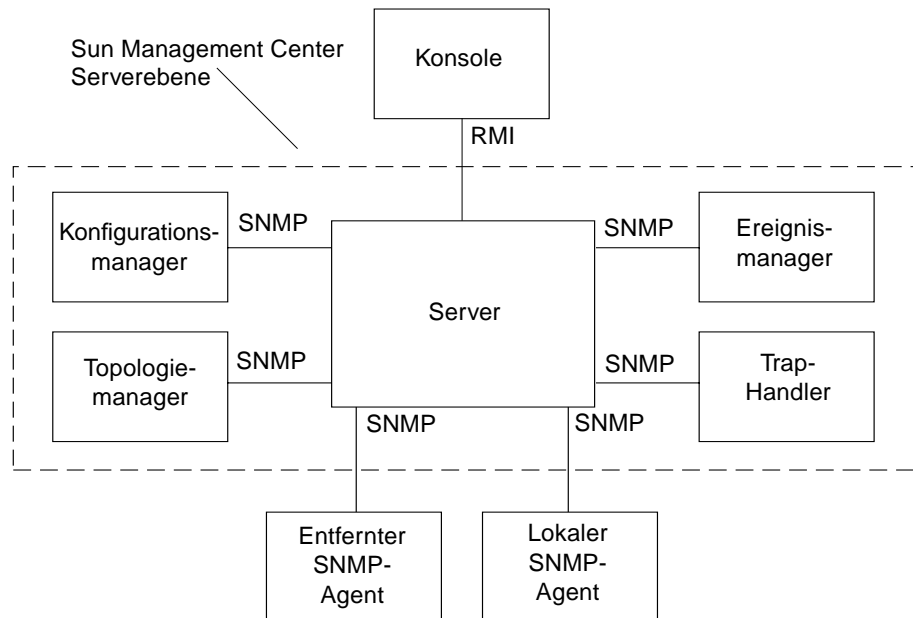 Sun Management Center
Serverebene
Konsole
RMI
Konfigurations-
manager
SNMP
SNMP
Ereignis-
manager
Server
Topologie-
manager
SNMP
SNMP
Trap-
Handler
SNMP
SNMP
Entfernter
SNMP-
Agent
Lokaler
SNMP-
Agent